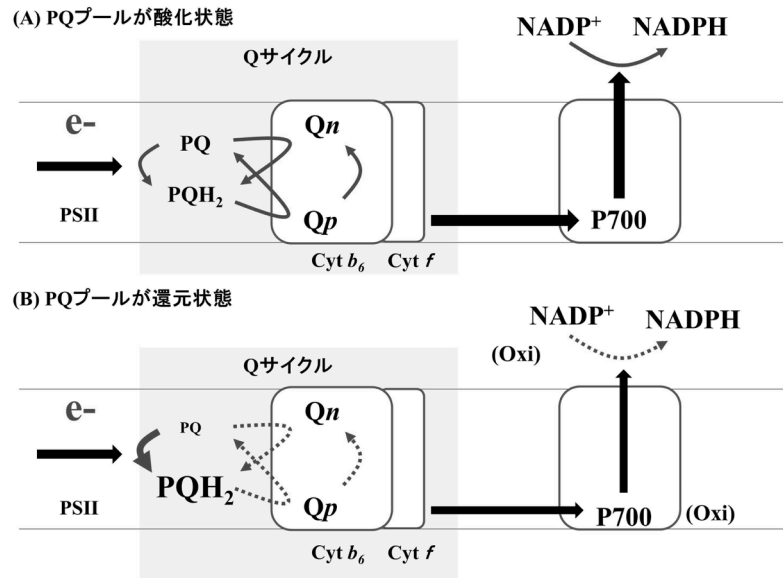 (A) PQプールが酸化状態
NADP+ NADPH
Qサイクル
e-
PQ
Qn
PQH2
PSII
Qp
P700
Cyt b6 Cyt f
(B) PQプールが還元状態
NADP+ NADPH
(Oxi)
Qサイクル
e-
PQ
Qn
PQH2
PSII
Qp
P700 (Oxi)
Cyt b6 Cyt f